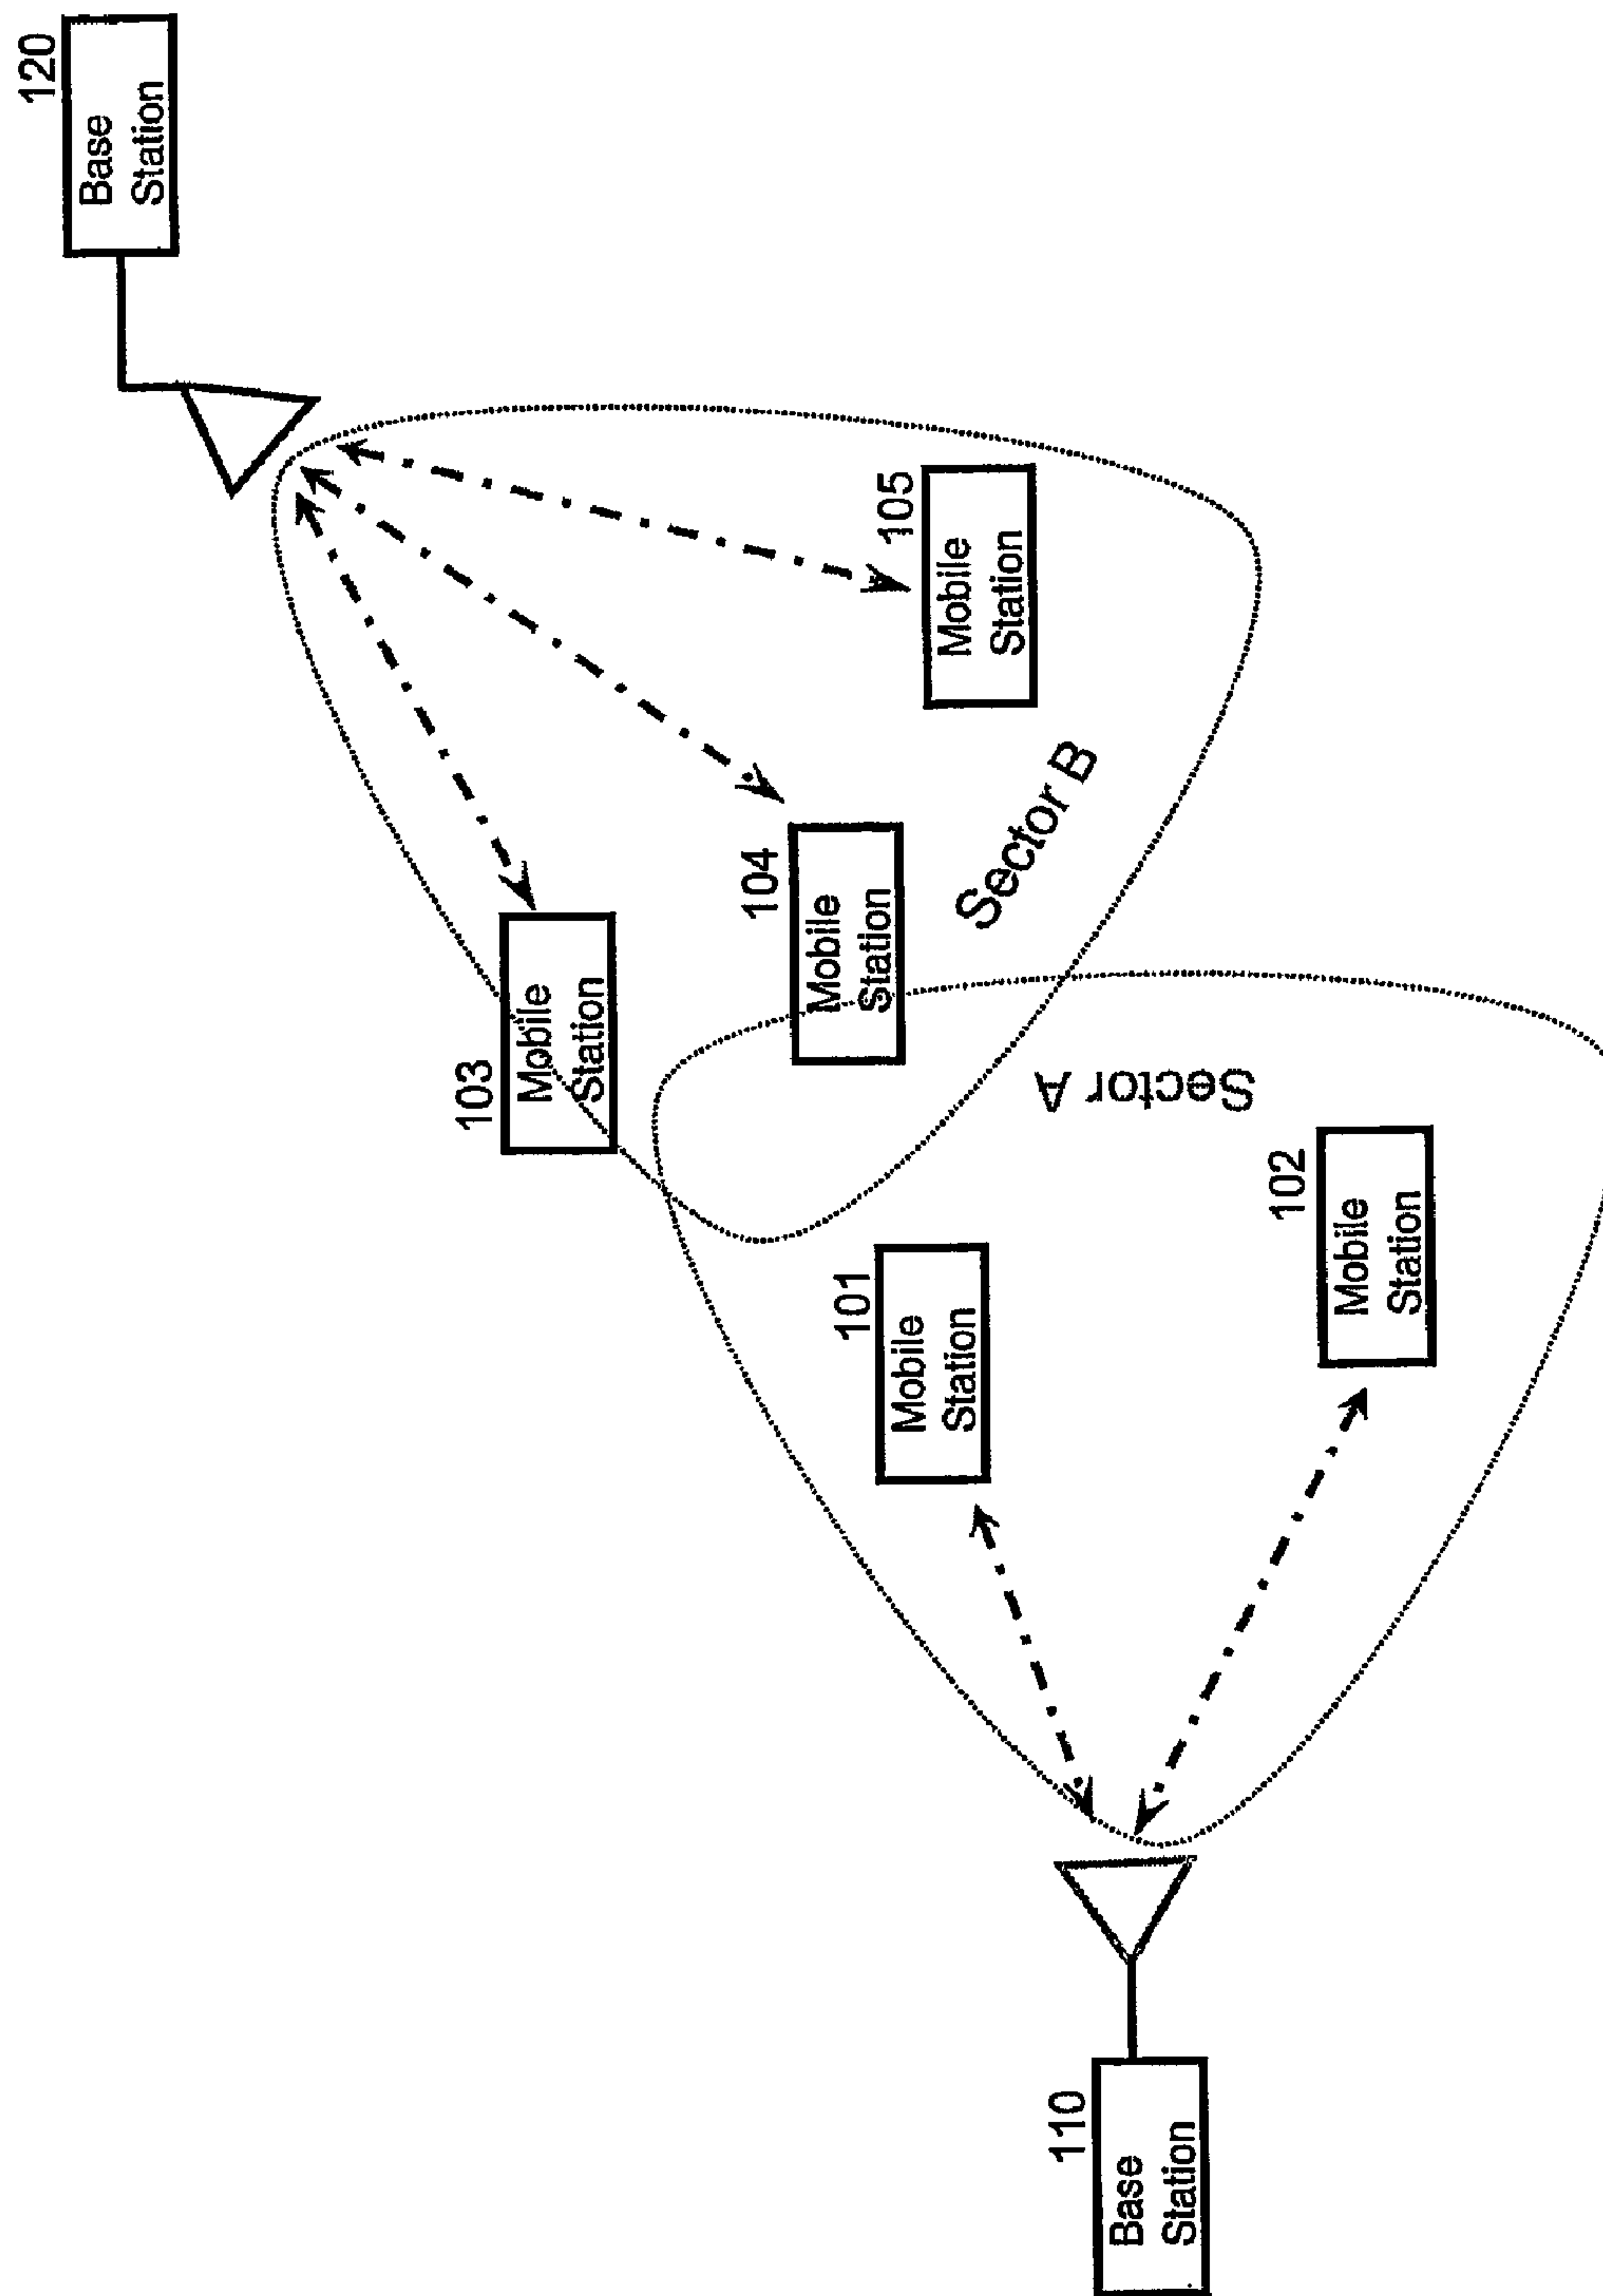 120
Base
Station
103
Mobile
Station
104
Mobile
Station
105
Mobile
Station
Sector B
101
Mobile
Station
Sector A
102
Mobile
Station
110
Base
Station